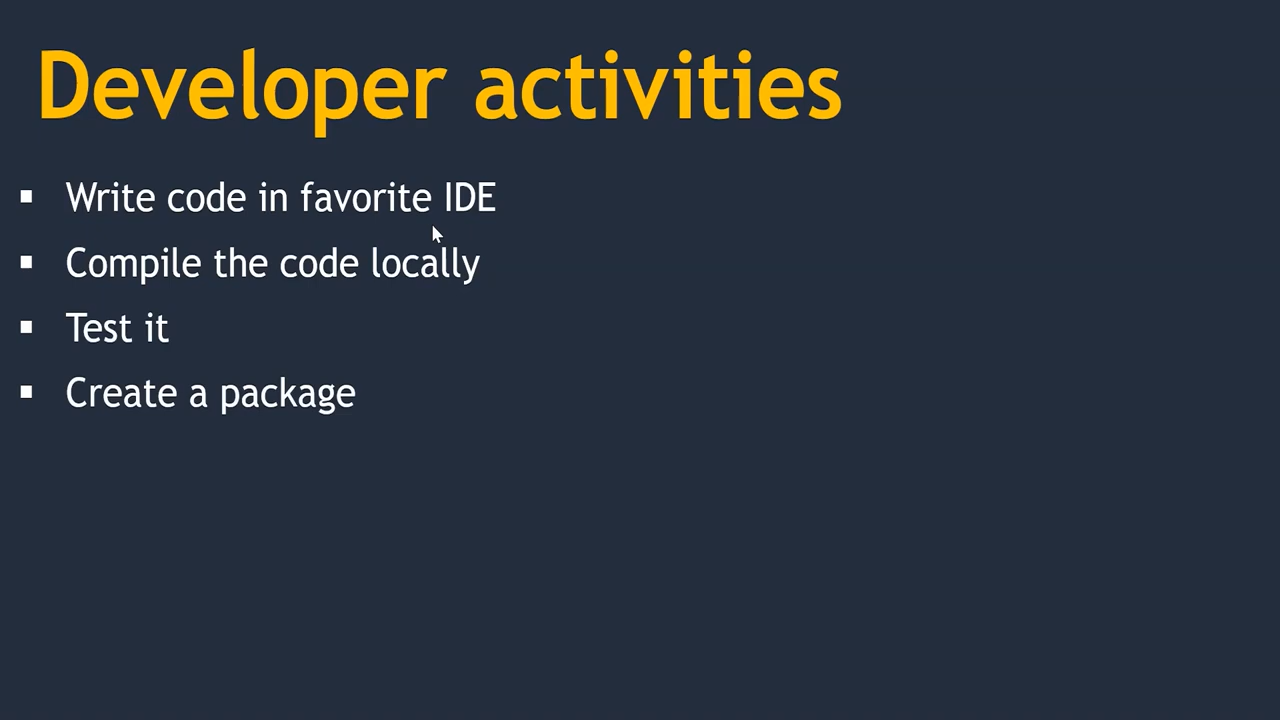 Developer activities
▪ Write code in favorite IDE
▪ Compile the code locally
▪ Test it
▪ Create a package